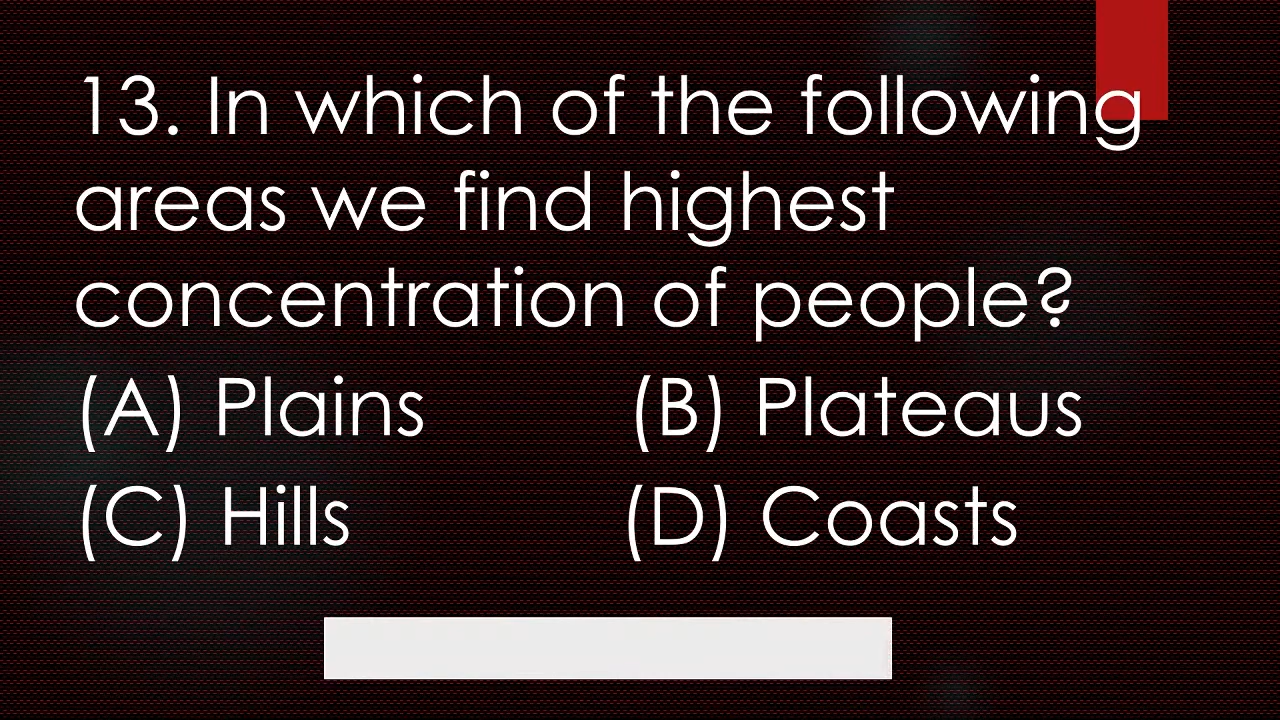 13. In which of the following
areas we find highest
concentration of people?
(A) Plains (B) Plateaus
(C) Hills (D) Coasts